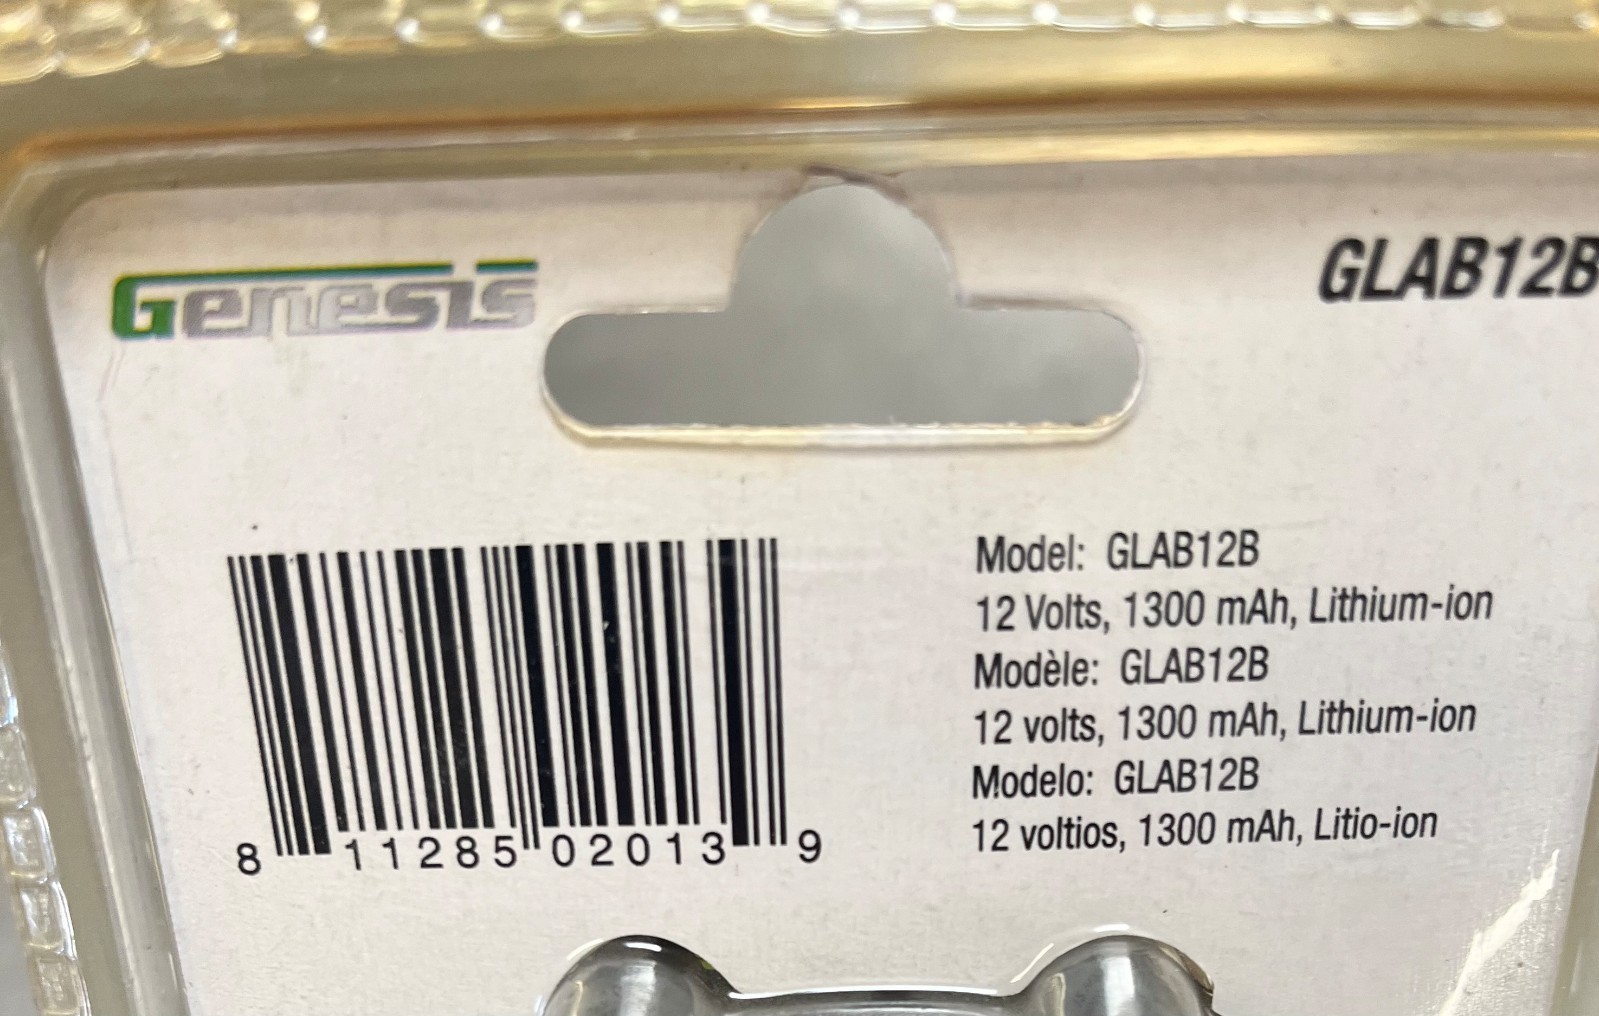 Genesis
GLAB12B
Model: GLAB12B
12 Volts, 1300 mAh, Lithium-ion
Modèle: GLAB12B
12 volts, 1300 mAh, Lithium-ion
Modelo: GLAB12B
12 voltios, 1300 mAh, Litio-ion
8 11285 02013 9